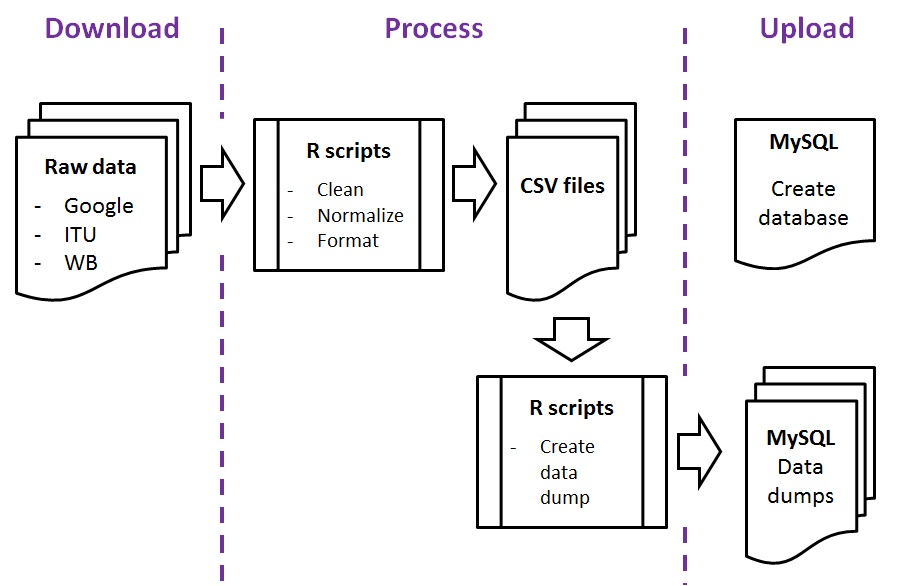 Download
Process
Upload
Raw data
- Google
- ITU
- WB
R scripts
- Clean
- Normalize
- Format
CSV files
MySQL
Create
database
R scripts
- Create
data
dump
MySQL
Data
dumps